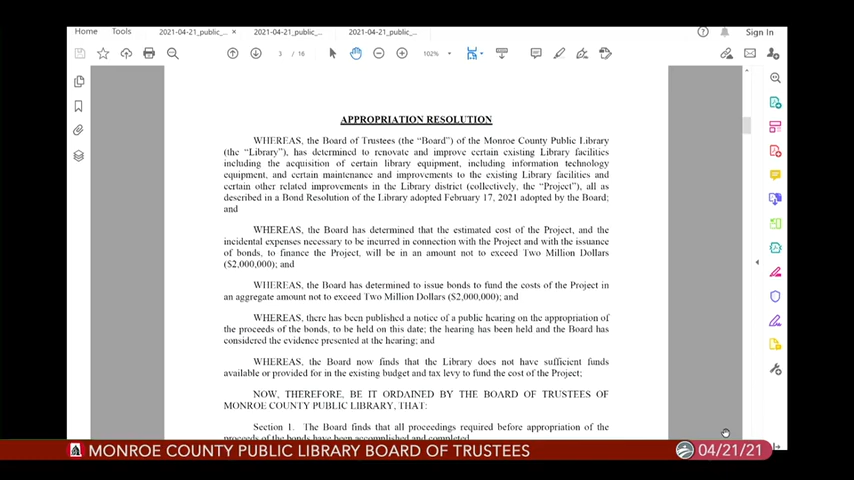 Home Tools 2021-04-21_public_... × 2021-04-21_public_... 2021-04-21_public_... Sign In
3 / 16 102%
APPROPRIATION RESOLUTION
WHEREAS, the Board of Trustees (the “Board”) of the Monroe County Public Library
(the “Library”), has determined to renovate and improve certain existing Library facilities
including the acquisition of certain library equipment, including information technology
equipment, and certain maintenance and improvements to the existing Library facilities and
certain other related improvements in the Library district (collectively, the “Project”), all as
described in a Bond Resolution of the Library adopted February 17, 2021 adopted by the Board;
and
WHEREAS, the Board has determined that the estimated cost of the Project, and the
incidental expenses necessary to be incurred in connection with the Project and with the issuance
of bonds, to finance the Project, will be in an amount not to exceed Two Million Dollars
($2,000,000); and
WHEREAS, the Board has determined to issue bonds to fund the costs of the Project in
an aggregate amount not to exceed Two Million Dollars ($2,000,000); and
WHEREAS, there has been published a notice of a public hearing on the appropriation of
the proceeds of the bonds, to be held on this date; the hearing has been held and the Board has
considered the evidence presented at the hearing; and
WHEREAS, the Board now finds that the Library does not have sufficient funds
available or provided for in the existing budget and tax levy to fund the cost of the Project;
NOW, THEREFORE, BE IT ORDAINED BY THE BOARD OF TRUSTEES OF
MONROE COUNTY PUBLIC LIBRARY, THAT:
Section 1. The Board finds that all proceedings required before appropriation of the
proceeds of the bonds have been accomplished and completed.
MONROE COUNTY PUBLIC LIBRARY BOARD OF TRUSTEES 04/21/21